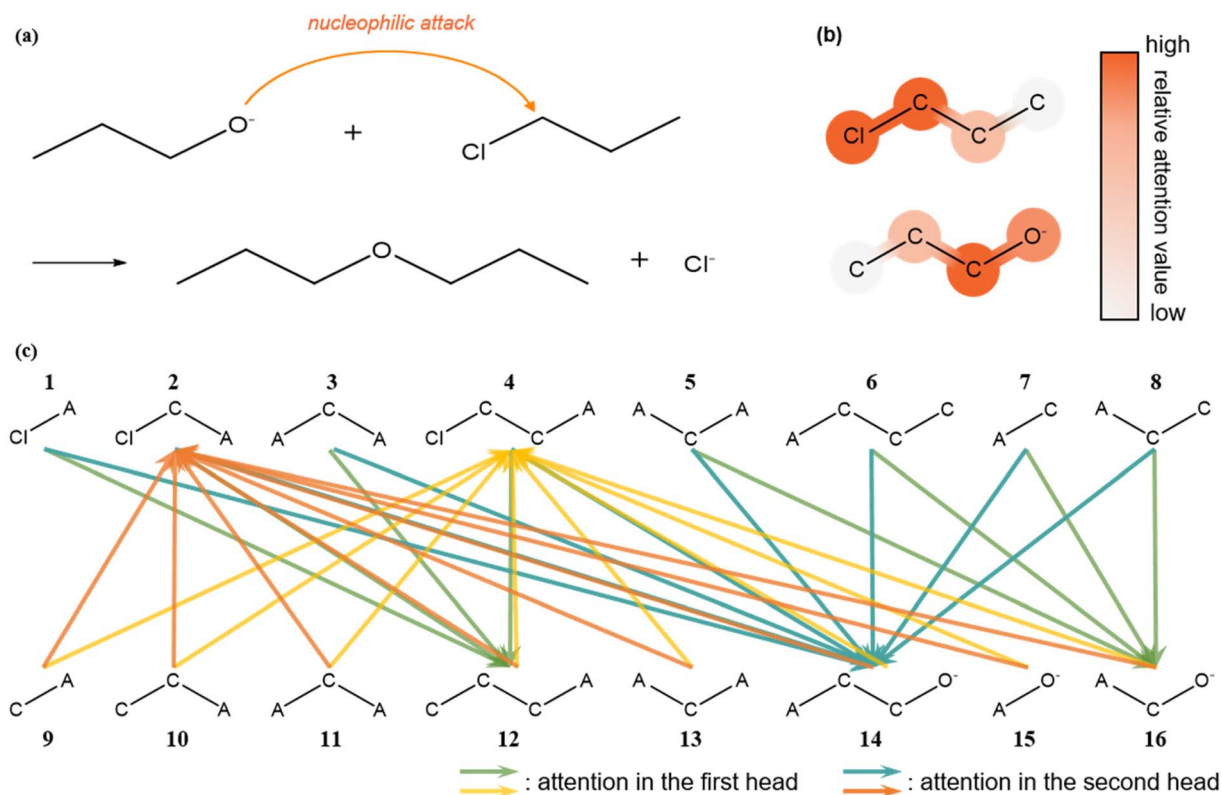 (a)
nucleophilic attack
O⁻
+
Cl
O
+
Cl⁻
(b)
Cl C C C
C C C O⁻
high
relative attention value
low
(c)
1 2 3 4 5 6 7 8
Cl A
Cl C A
A C A
Cl C C A
A C A
A C C C
A C
A C C
C A
C C A
A C A
C C C A
A C A
A C C O⁻
A O⁻
A C O⁻
9 10 11 12 13 14 15 16
: attention in the first head
: attention in the second head